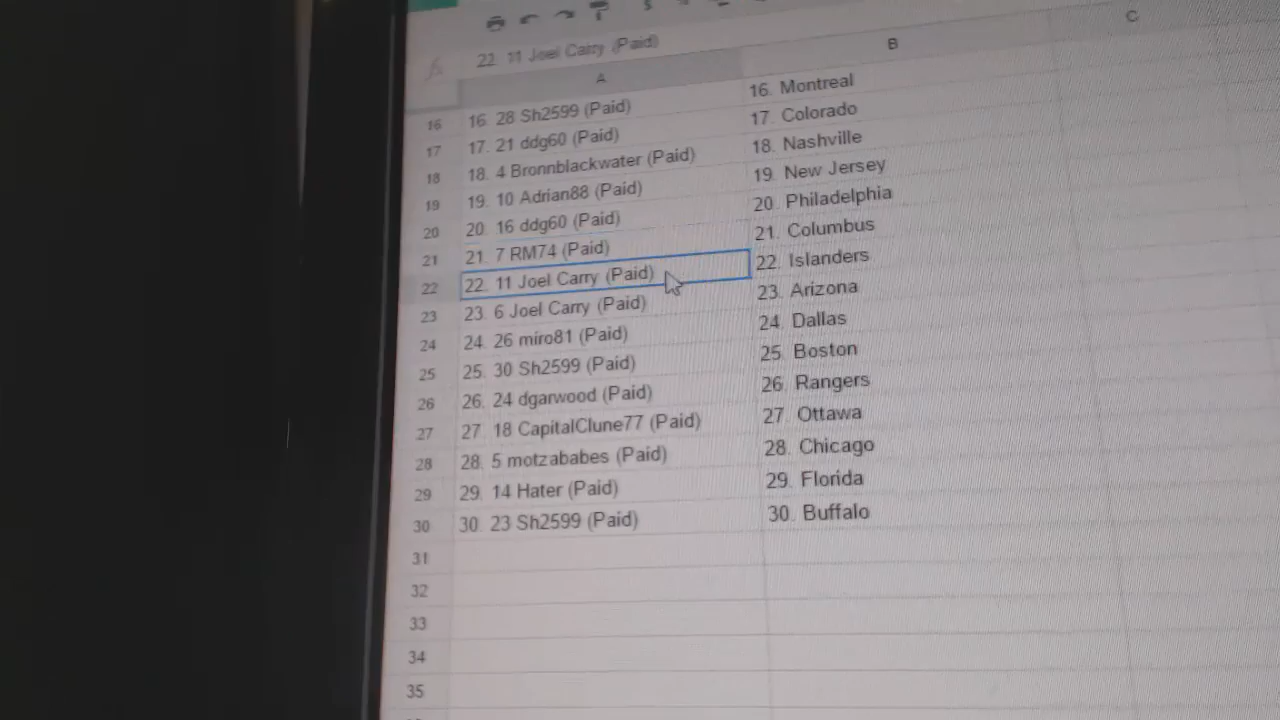 22. 11 Joel Carry (Paid)
A B C
16 16. 28 Sh2599 (Paid) 16. Montreal
17 17. 21 ddg60 (Paid) 17. Colorado
18 18. 4 Bronnblackwater (Paid) 18. Nashville
19 19. 10 Adrian88 (Paid) 19. New Jersey
20 20. 16 ddg60 (Paid) 20. Philadelphia
21 21. 7 RM74 (Paid) 21. Columbus
22 22. 11 Joel Carry (Paid) 22. Islanders
23 23. 6 Joel Carry (Paid) 23. Arizona
24 24. 26 miro81 (Paid) 24. Dallas
25 25. 30 Sh2599 (Paid) 25. Boston
26 26. 24 dgarwood (Paid) 26. Rangers
27 27. 18 CapitalClune77 (Paid) 27. Ottawa
28 28. 5 motzababes (Paid) 28. Chicago
29 29. 14 Hater (Paid) 29. Florida
30 30. 23 Sh2599 (Paid) 30. Buffalo
31
32
33
34
35